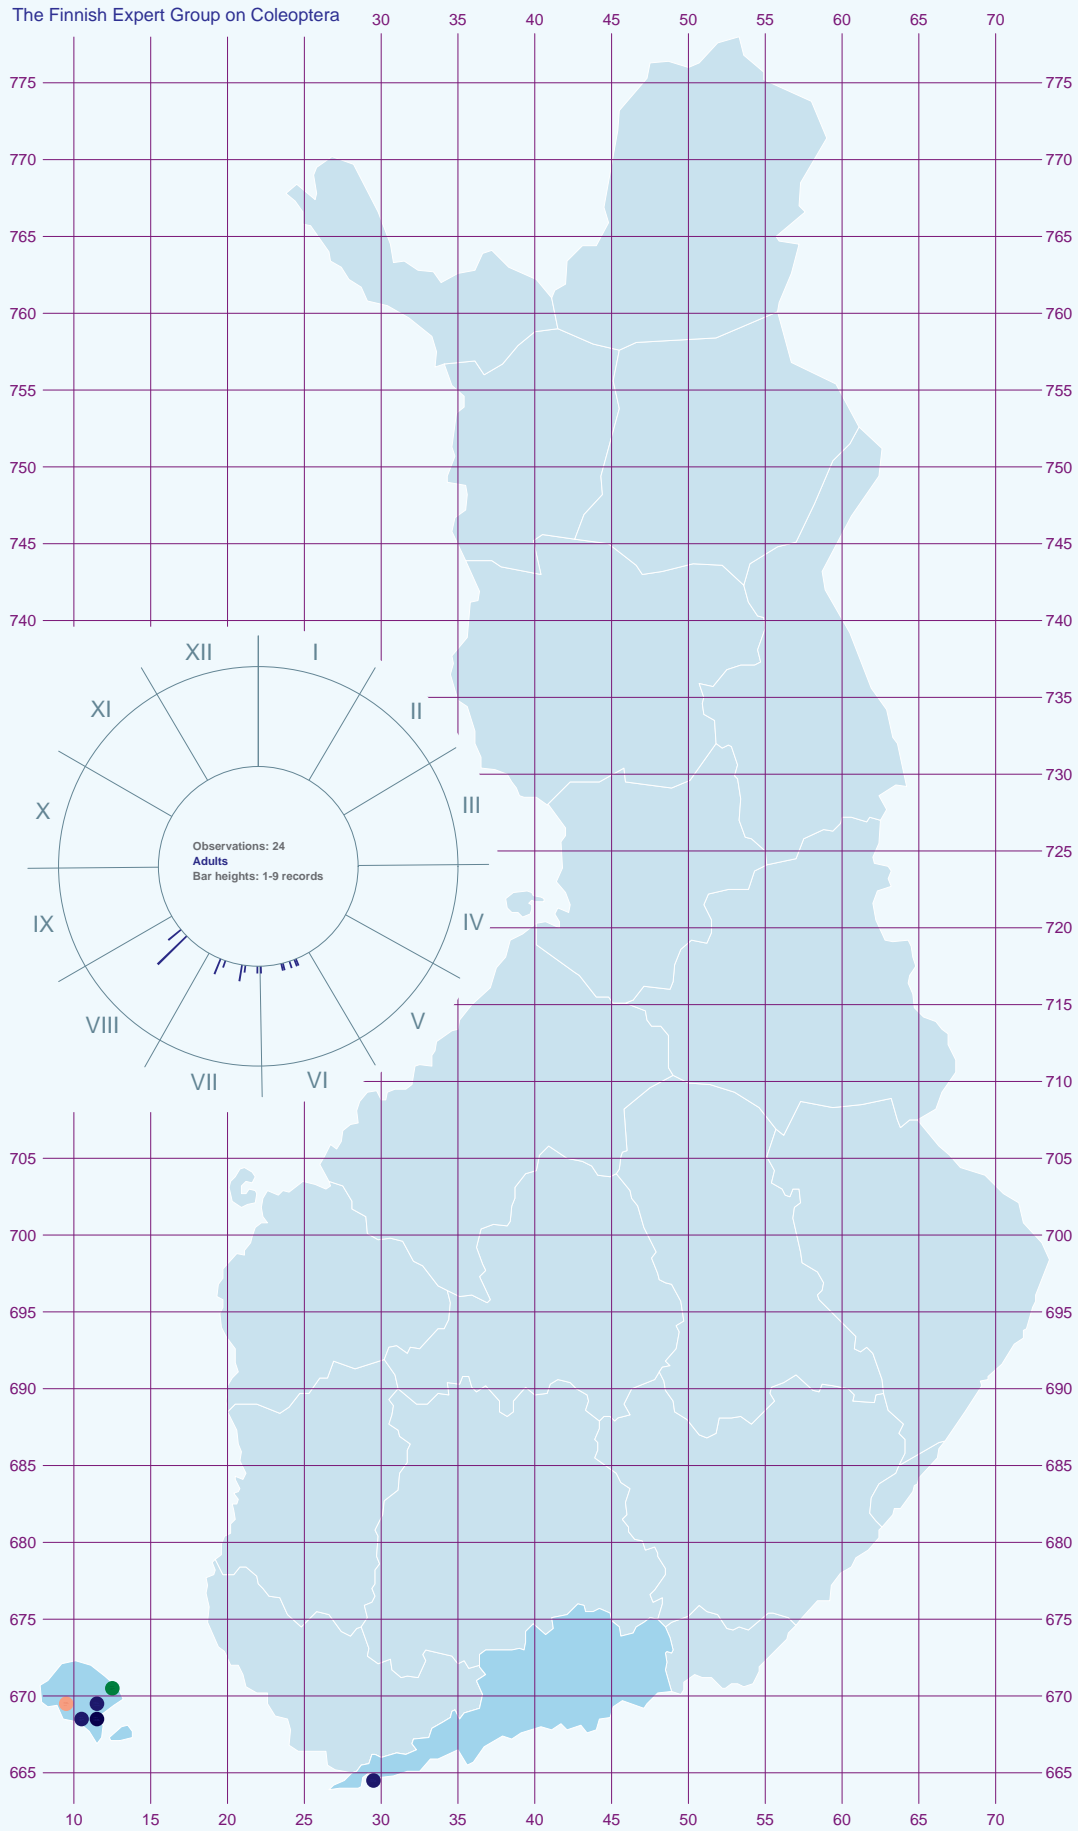 The Finnish Expert Group on Coleoptera
30 35 40 45 50 55 60 65 70
775 775
770 770
765 765
760 760
755 755
750 750
745 745
740 740
XII I
XI II
735
730
X III
725
Observations: 24
Adults
Bar heights: 1-9 records
IX IV
720
715
VIII V
VII VI
710
705 705
700 700
695 695
690 690
685 685
680 680
675 675
670 670
665 665
10 15 20 25 30 35 40 45 50 55 60 65 70